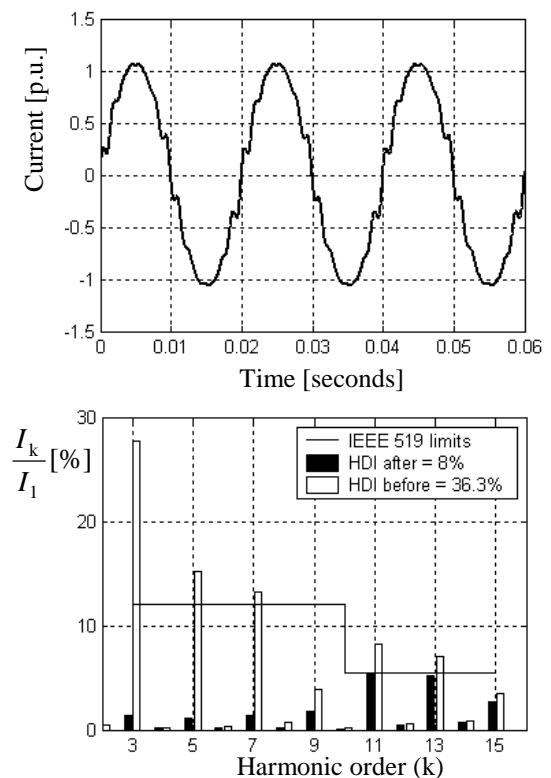 1.5
1
0.5
0
-0.5
-1
-1.5
Current [p.u.]
0 0.01 0.02 0.03 0.04 0.05 0.06
Time [seconds]
30
20
10
0
I_k / I_1 [%]
IEEE 519 limits
HDI after = 8%
HDI before = 36.3%
3 5 7 9 11 13 15
Harmonic order (k)